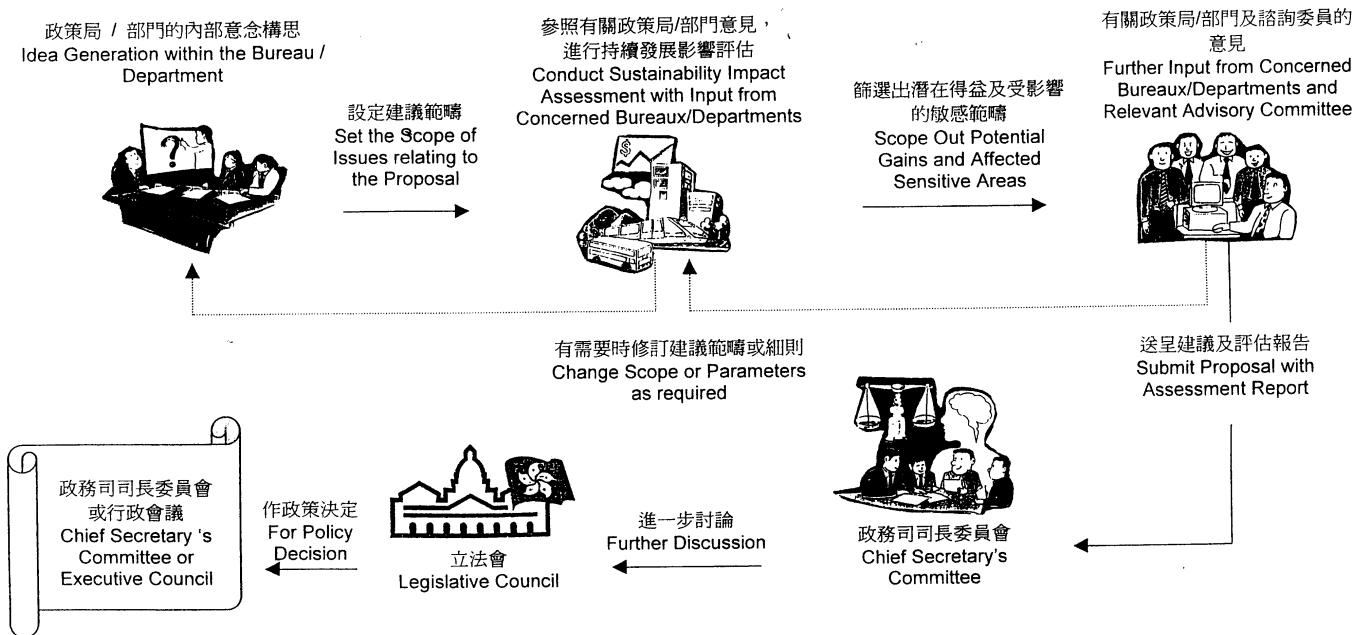 政策局 / 部門的內部意念構思
Idea Generation within the Bureau /
Department
設定建議範疇
Set the Scope of
Issues relating to
the Proposal
參照有關政策局/部門意見，
進行持續發展影響評估
Conduct Sustainability Impact
Assessment with Input from
Concerned Bureaux/Departments
篩選出潛在得益及受影響
的敏感範疇
Scope Out Potential
Gains and Affected
Sensitive Areas
有關政策局/部門及諮詢委員的
意見
Further Input from Concerned
Bureaux/Departments and
Relevant Advisory Committee
?
$
有需要時修訂建議範疇或細則
Change Scope or Parameters
as required
送呈建議及評估報告
Submit Proposal with
Assessment Report
政務司司長委員會
Chief Secretary's
Committee
進一步討論
Further Discussion
立法會
Legislative Council
作政策決定
For Policy
Decision
政務司司長委員會
或行政會議
Chief Secretary 's
Committee or
Executive Council